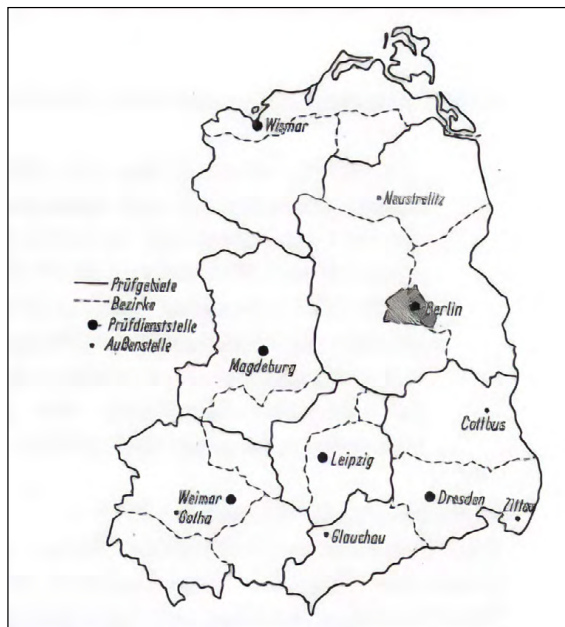 Wismar
Neustrelitz
Prüfgebiete
Bezirke
Berlin
Prüfdienststelle
Außenstelle
Magdeburg
Cottbus
Leipzig
Weimar
Gotha
Dresden
Zittau
Glauchau